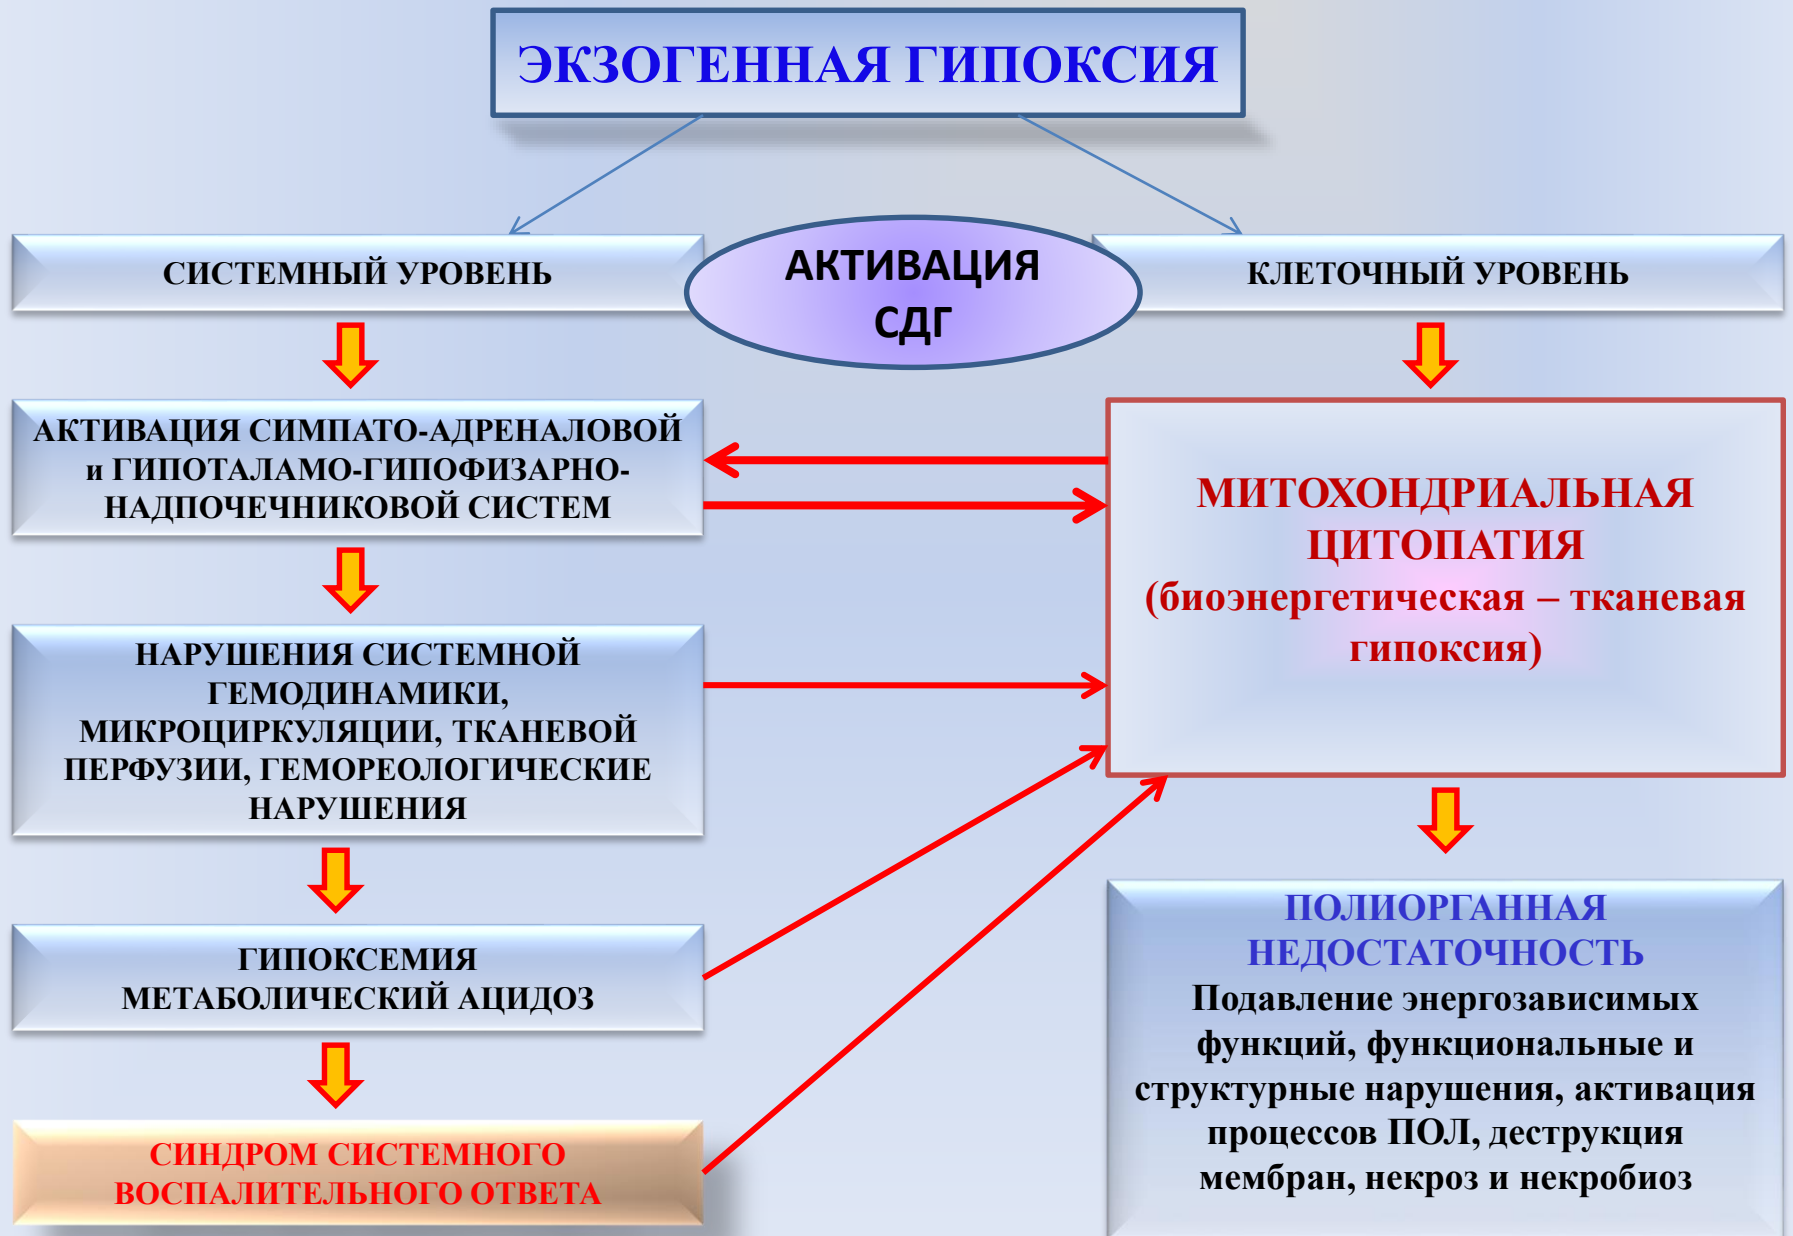 ЭКЗОГЕННАЯ ГИПОКСИЯ
СИСТЕМНЫЙ УРОВЕНЬ
АКТИВАЦИЯ
СДГ
КЛЕТОЧНЫЙ УРОВЕНЬ
АКТИВАЦИЯ СИМПАТО-АДРЕНАЛОВОЙ
и ГИПОТАЛАМО-ГИПОФИЗАРНО-
НАДПОЧЕЧНИКОВОЙ СИСТЕМ
МИТОХОНДРИАЛЬНАЯ
ЦИТОПАТИЯ
(биоэнергетическая – тканевая
гипоксия)
НАРУШЕНИЯ СИСТЕМНОЙ
ГЕМОДИНАМИКИ,
МИКРОЦИРКУЛЯЦИИ, ТКАНЕВОЙ
ПЕРФУЗИИ, ГЕМОРЕОЛОГИЧЕСКИЕ
НАРУШЕНИЯ
ГИПОКСЕМИЯ
МЕТАБОЛИЧЕСКИЙ АЦИДОЗ
СИНДРОМ СИСТЕМНОГО
ВОСПАЛИТЕЛЬНОГО ОТВЕТА
ПОЛИОРГАННАЯ
НЕДОСТАТОЧНОСТЬ
Подавление энергозависимых
функций, функциональные и
структурные нарушения, активация
процессов ПОЛ, деструкция
мембран, некроз и некробиоз